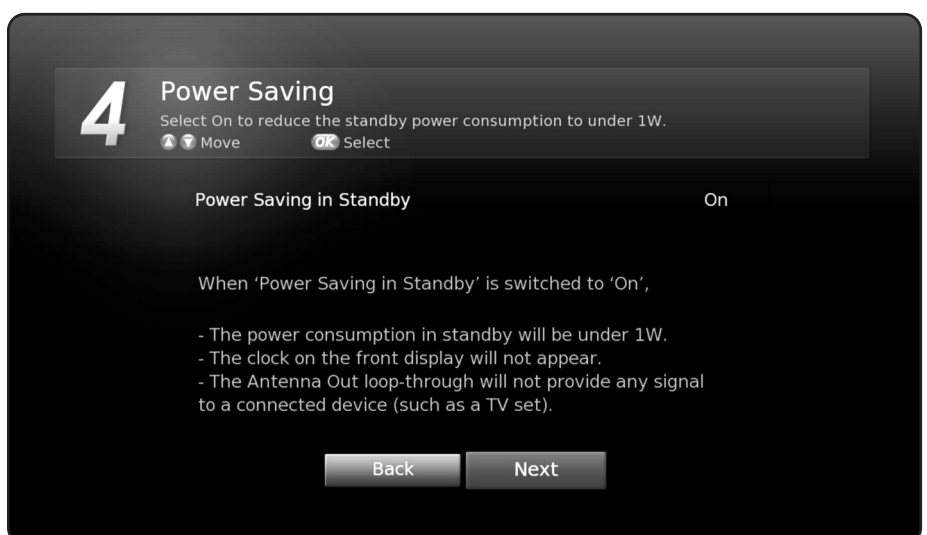 4
Power Saving
Select On to reduce the standby power consumption to under 1W.
Move OK Select
Power Saving in Standby On
When ‘Power Saving in Standby’ is switched to ‘On’,
- The power consumption in standby will be under 1W.
- The clock on the front display will not appear.
- The Antenna Out loop-through will not provide any signal
to a connected device (such as a TV set).
Back Next